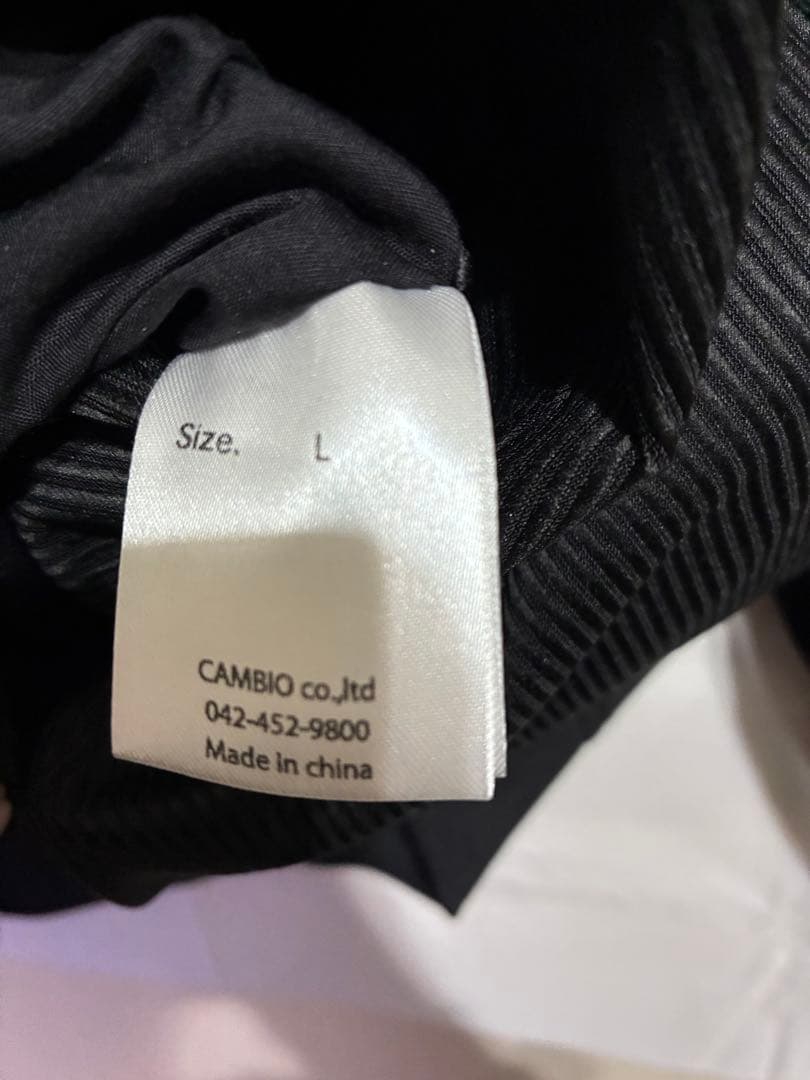 Size. L
CAMBIO co.,ltd
042-452-9800
Made in china